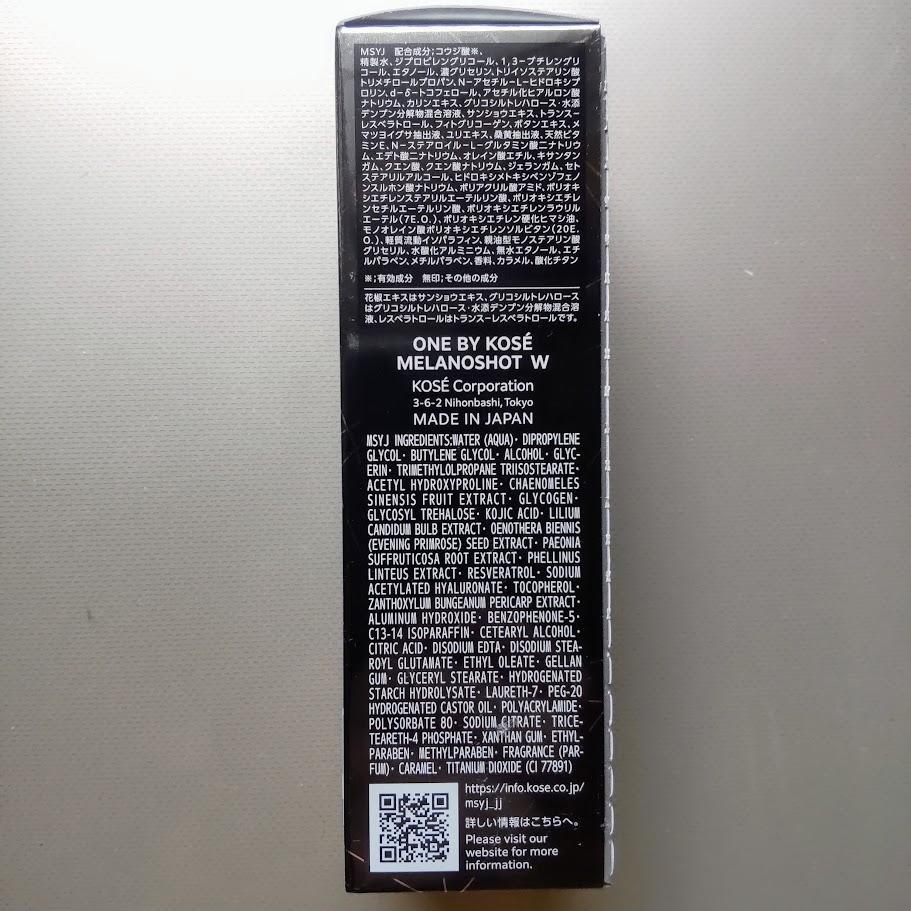 MSYJ 配合成分;コウジ酸※、
精製水、ジプロピレングリコール、1,3-ブチレングリ
コール、エタノール、濃グリセリン、トリイソステアリン酸
トリメチロールプロパン、N-アセチル-L-ヒドロキシプ
ロリン、d-δ-トコフェロール、アセチル化ヒアルロン酸
ナトリウム、カリンエキス、グリコシルトレハロース・水添
デンプン分解物混合溶液、サンショウエキス、トランス-
レスベラトロール、フィトグリコーゲン、ボタンエキス、メ
マツヨイグサ抽出液、ユリエキス、桑黄抽出液、天然ビタ
ミンE、N-ステアロイル-L-グルタミン酸二ナトリウ
ム、エデト酸二ナトリウム、オレイン酸エチル、キサンタン
ガム、クエン酸、クエン酸ナトリウム、ジェランガム、セト
ステアリルアルコール、ヒドロキシメトキシベンゾフェノ
ンスルホン酸ナトリウム、ポリアクリル酸アミド、ポリオキ
シエチレンステアリルエーテルリン酸、ポリオキシエチレ
ンセチルエーテルリン酸、ポリオキシエチレンラウリル
エーテル(7E.O.)、ポリオキシエチレン硬化ヒマシ油、
モノオレイン酸ポリオキシエチレンソルビタン(20E.
O.)、軽質流動イソパラフィン、親油型モノステアリン酸
グリセリル、水酸化アルミニウム、無水エタノール、エチ
ルパラベン、メチルパラベン、香料、カラメル、酸化チタン
※;有効成分 無印;その他の成分
花椒エキスはサンショウエキス、グリコシルトレハロース
はグリコシルトレハロース・水添デンプン分解物混合溶
液、レスベラトロールはトランス-レスベラトロールです。
ONE BY KOSÉ
MELANOSHOT W
KOSÉ Corporation
3-6-2 Nihonbashi, Tokyo
MADE IN JAPAN
MSYJ INGREDIENTS:WATER (AQUA)· DIPROPYLENE
GLYCOL· BUTYLENE GLYCOL· ALCOHOL· GLYC-
ERIN· TRIMETHYLOLPROPANE TRIISOSTEARATE·
ACETYL HYDROXYPROLINE· CHAENOMELES
SINENSIS FRUIT EXTRACT· GLYCOGEN·
GLYCOSYL TREHALOSE· KOJIC ACID· LILIUM
CANDIDUM BULB EXTRACT· OENOTHERA BIENNIS
(EVENING PRIMROSE) SEED EXTRACT· PAEONIA
SUFFRUTICOSA ROOT EXTRACT· PHELLINUS
LINTEUS EXTRACT· RESVERATROL· SODIUM
ACETYLATED HYALURONATE· TOCOPHEROL·
ZANTHOXYLUM BUNGEANUM PERICARP EXTRACT·
ALUMINUM HYDROXIDE· BENZOPHENONE-5·
C13-14 ISOPARAFFIN· CETEARYL ALCOHOL·
CITRIC ACID· DISODIUM EDTA· DISODIUM STEA-
ROYL GLUTAMATE· ETHYL OLEATE· GELLAN
GUM· GLYCERYL STEARATE· HYDROGENATED
STARCH HYDROLYSATE· LAURETH-7· PEG-20
HYDROGENATED CASTOR OIL· POLYACRYLAMIDE·
POLYSORBATE 80· SODIUM CITRATE· TRICE-
TEARETH-4 PHOSPHATE· XANTHAN GUM· ETHYL-
PARABEN· METHYLPARABEN· FRAGRANCE (PAR-
FUM)· CARAMEL· TITANIUM DIOXIDE (CI 77891)
https://info.kose.co.jp/
msyj_jj
詳しい情報はこちらへ。
Please visit our
website for more
information.